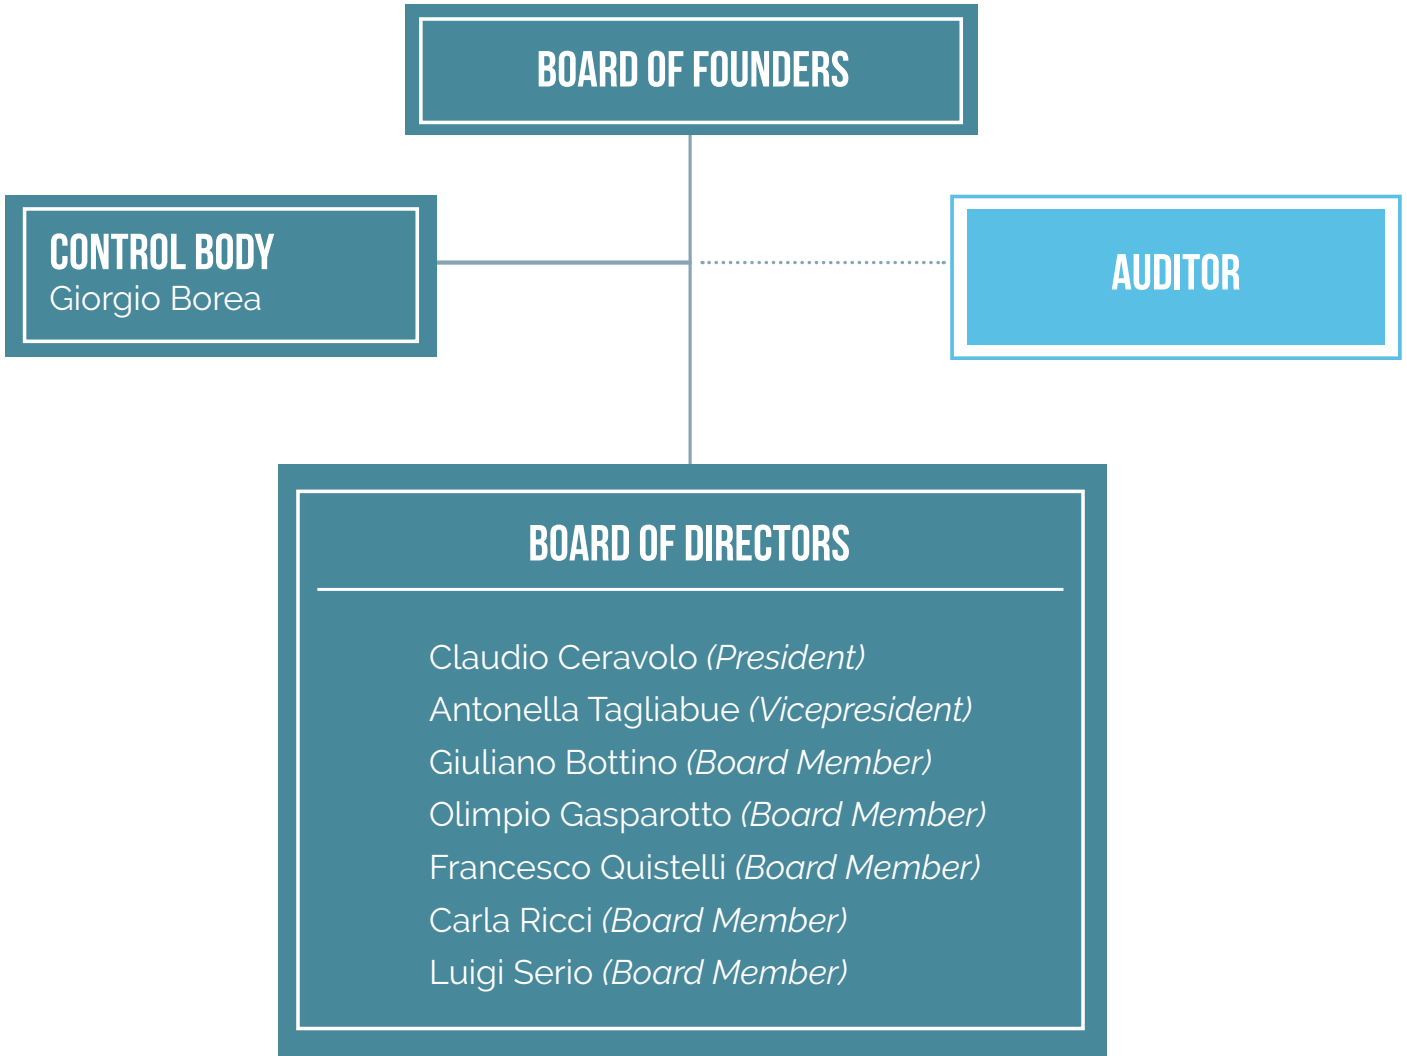 BOARD OF FOUNDERS
CONTROL BODY
Giorgio Borea
AUDITOR
BOARD OF DIRECTORS
Claudio Ceravolo (President)
Antonella Tagliabue (Vicepresident)
Giuliano Bottino (Board Member)
Olimpio Gasparotto (Board Member)
Francesco Quistelli (Board Member)
Carla Ricci (Board Member)
Luigi Serio (Board Member)